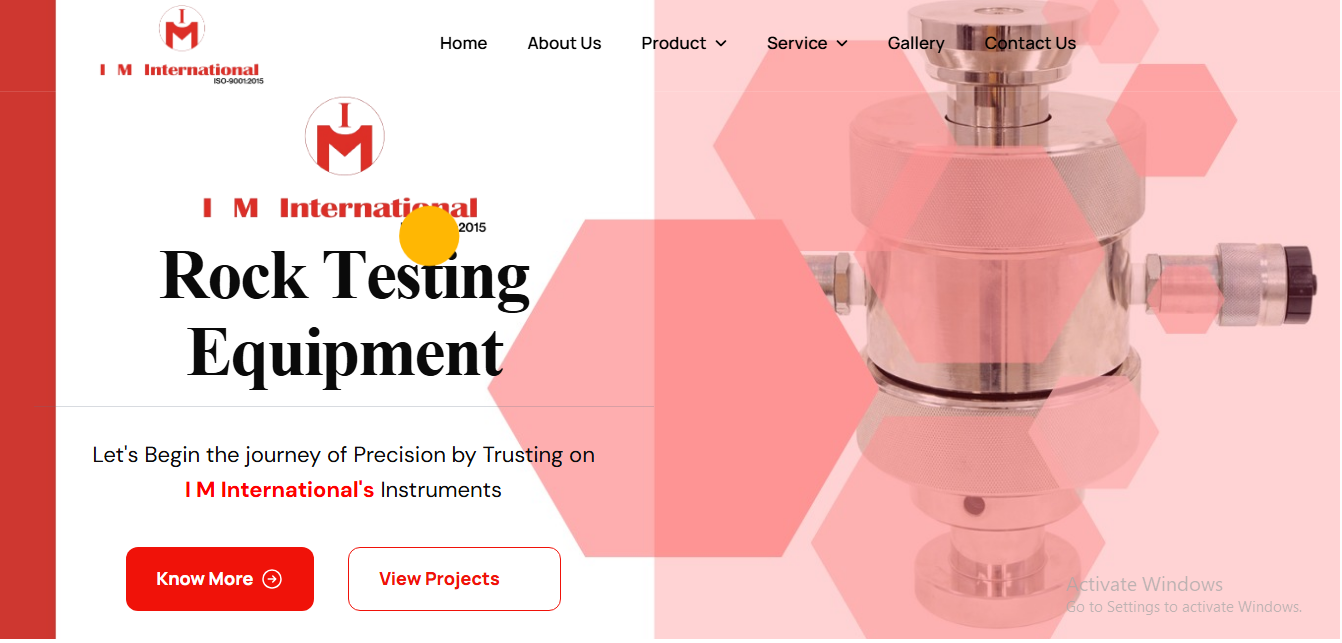 I
M
I M International
ISO-9001:2015
Home About Us Product Service Gallery Contact Us
I
M
I M International
2015
Rock Testing
Equipment
Let's Begin the journey of Precision by Trusting on
I M International's Instruments
Know More
View Projects
Activate Windows
Go to Settings to activate Windows.